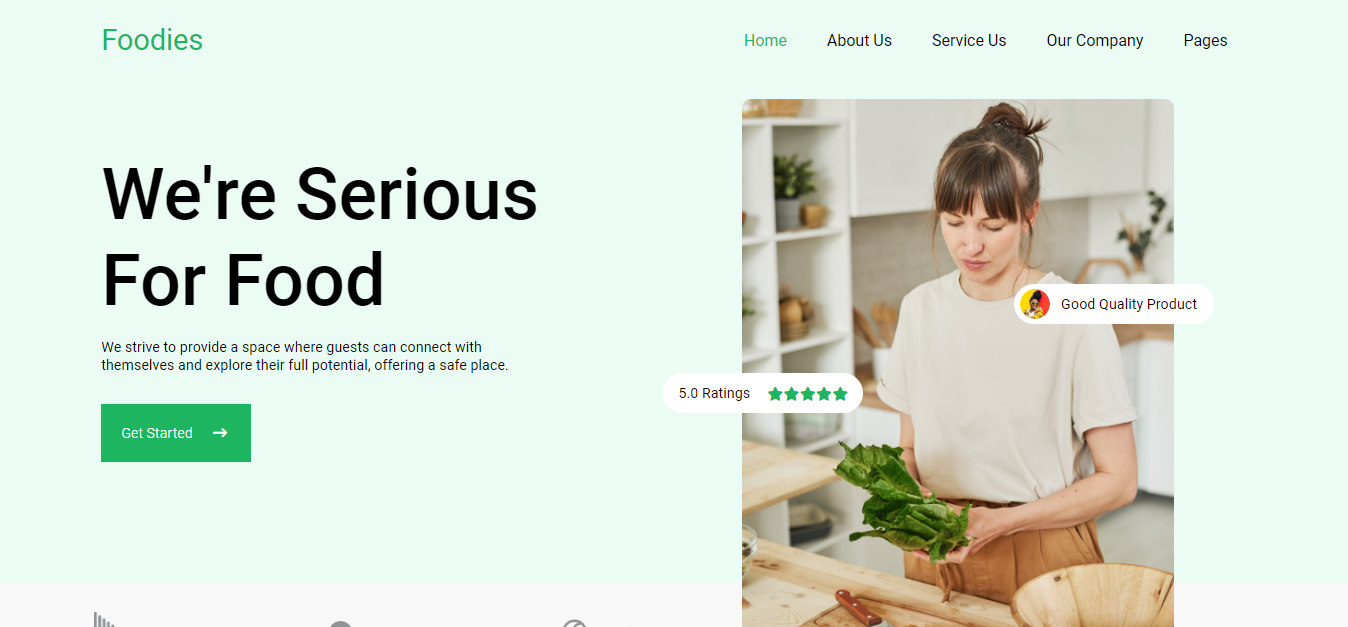 Foodies
Home
About Us
Service Us
Our Company
Pages
We're Serious
For Food
We strive to provide a space where guests can connect with
themselves and explore their full potential, offering a safe place.
Get Started
Good Quality Product
5.0 Ratings